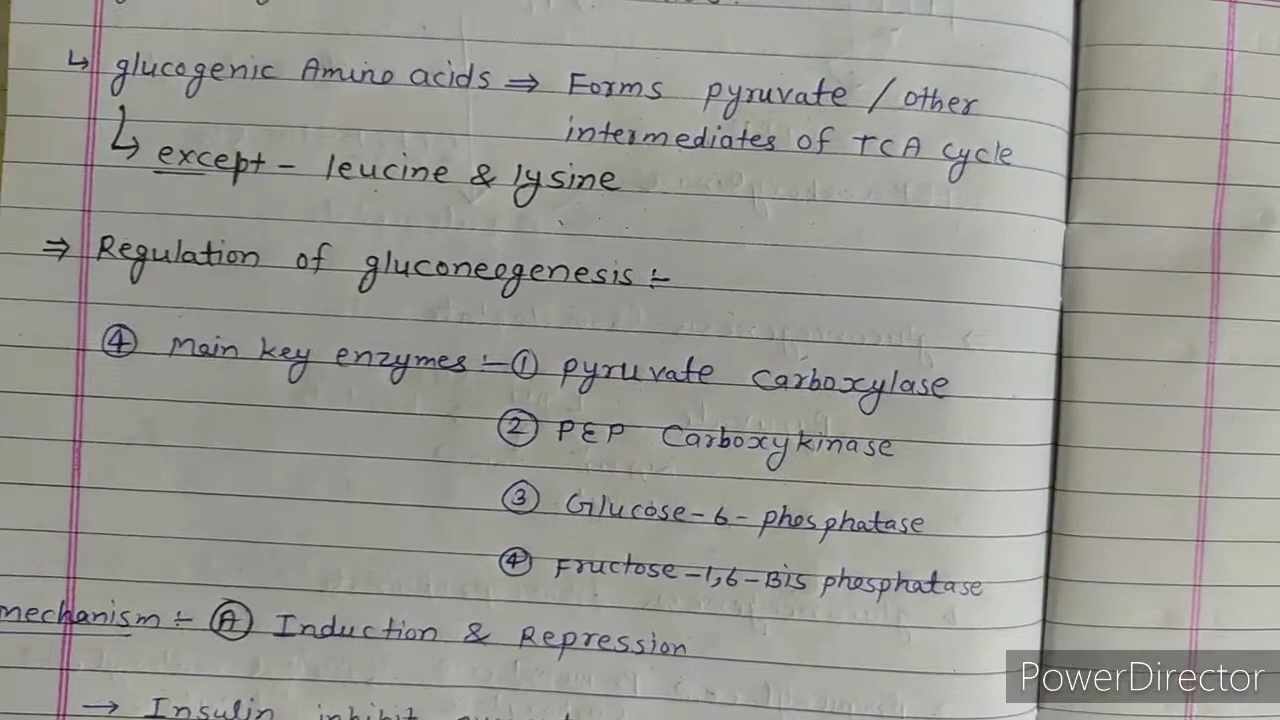 ↳ glucogenic Amino acids ⇒ Forms pyruvate / other
intermediates of TCA cycle
↳ except - leucine & lysine
⇒ Regulation of gluconeogenesis :-
④ Main key enzymes :- ① pyruvate carboxylase
② PEP Carboxykinase
③ Glucose-6-phosphatase
④ Fructose-1,6-Bis phosphatase
mechanism :- Ⓐ Induction & Repression
→ Insulin inhibit
PowerDirector